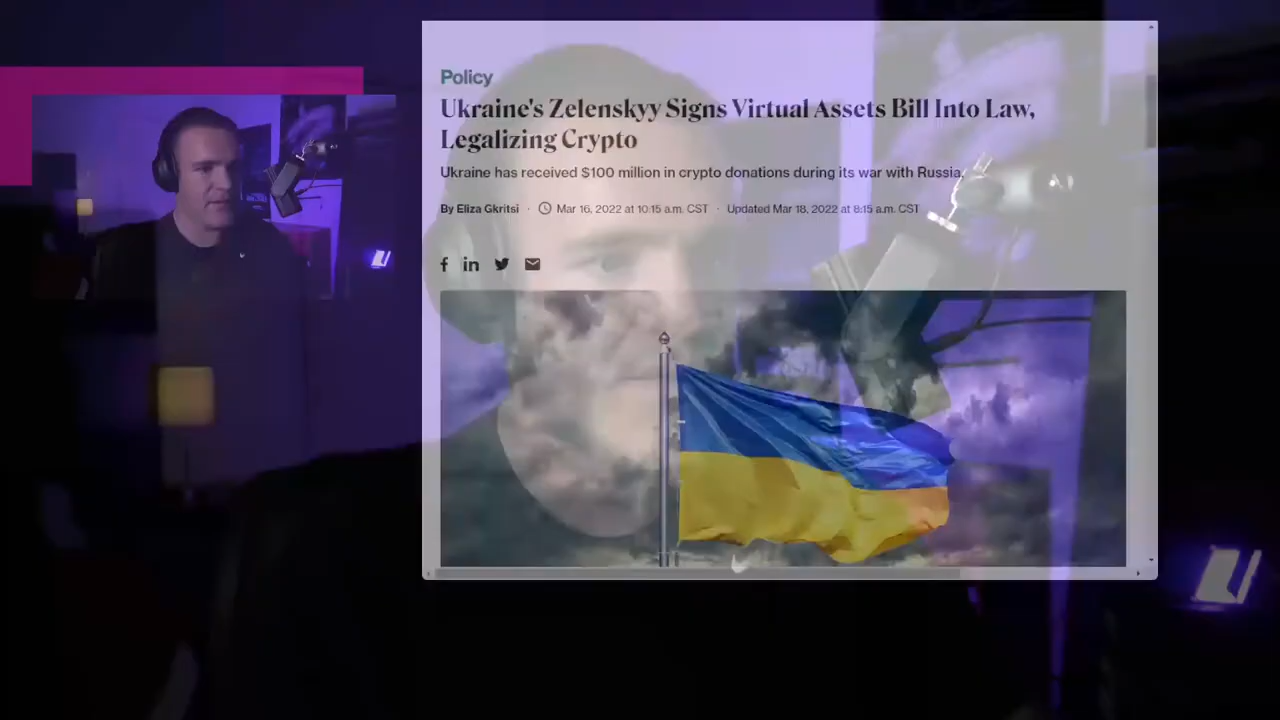 Policy
Ukraine's Zelenskyy Signs Virtual Assets Bill Into Law,
Legalizing Crypto
Ukraine has received $100 million in crypto donations during its war with Russia.
By Eliza Gkritsi · Mar 16, 2022 at 10:15 a.m. CST · Updated Mar 18, 2022 at 8:15 a.m. CST